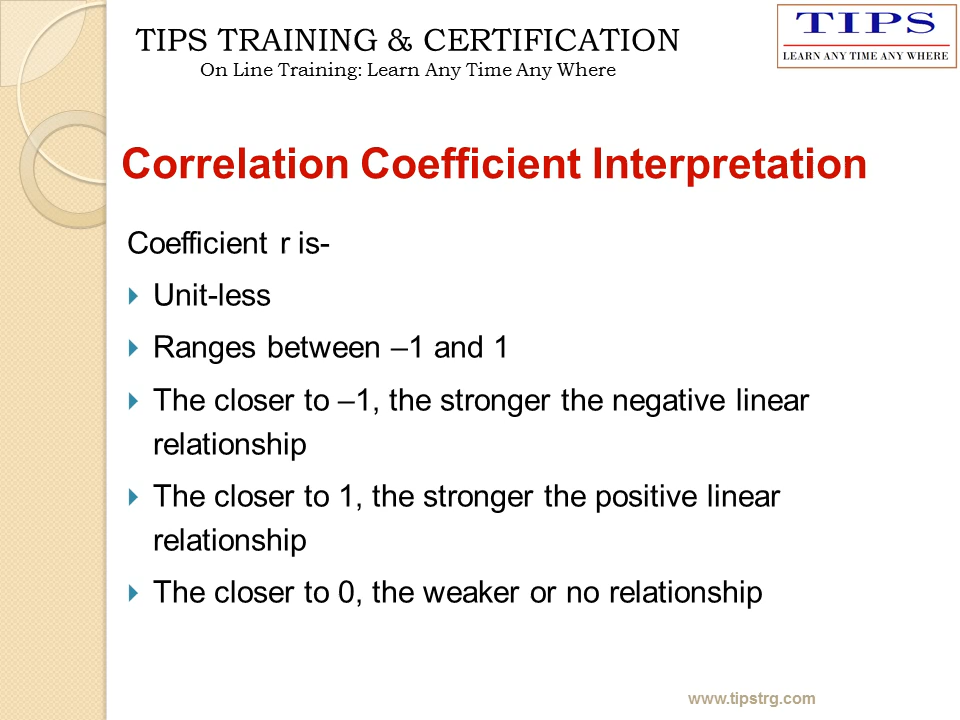 TIPS TRAINING & CERTIFICATION
On Line Training: Learn Any Time Any Where
TIPS
LEARN ANY TIME ANY WHERE
Correlation Coefficient Interpretation
Coefficient r is-
Unit-less
Ranges between –1 and 1
The closer to –1, the stronger the negative linear
relationship
The closer to 1, the stronger the positive linear
relationship
The closer to 0, the weaker or no relationship
www.tipstrg.com